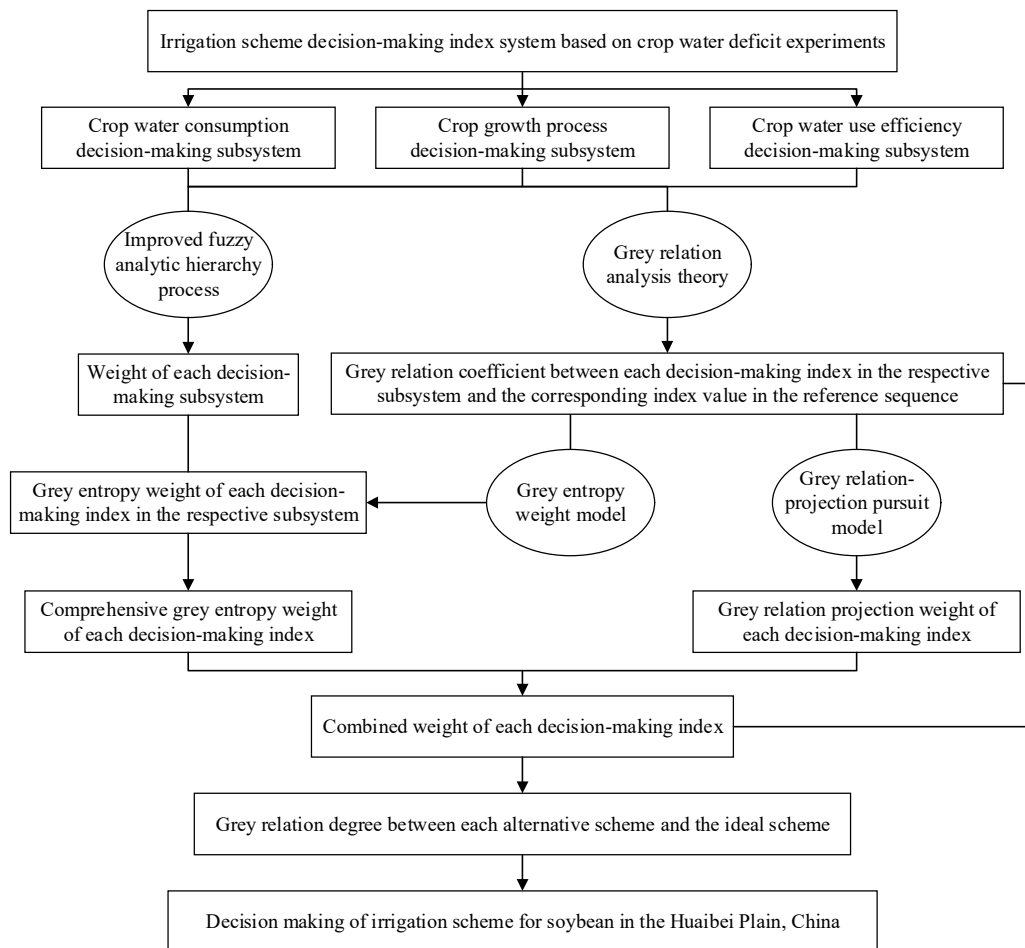 Irrigation scheme decision-making index system based on crop water deficit experiments
Crop water consumption
decision-making subsystem
Crop growth process
decision-making subsystem
Crop water use efficiency
decision-making subsystem
Improved fuzzy
analytic hierarchy
process
Grey relation
analysis theory
Weight of each decision-
making subsystem
Grey relation coefficient between each decision-making index in the respective
subsystem and the corresponding index value in the reference sequence
Grey entropy weight of each decision-
making index in the respective subsystem
Grey entropy
weight model
Grey relation-
projection pursuit
model
Comprehensive grey entropy weight
of each decision-making index
Grey relation projection weight of
each decision-making index
Combined weight of each decision-making index
Grey relation degree between each alternative scheme and the ideal scheme
Decision making of irrigation scheme for soybean in the Huaibei Plain, China